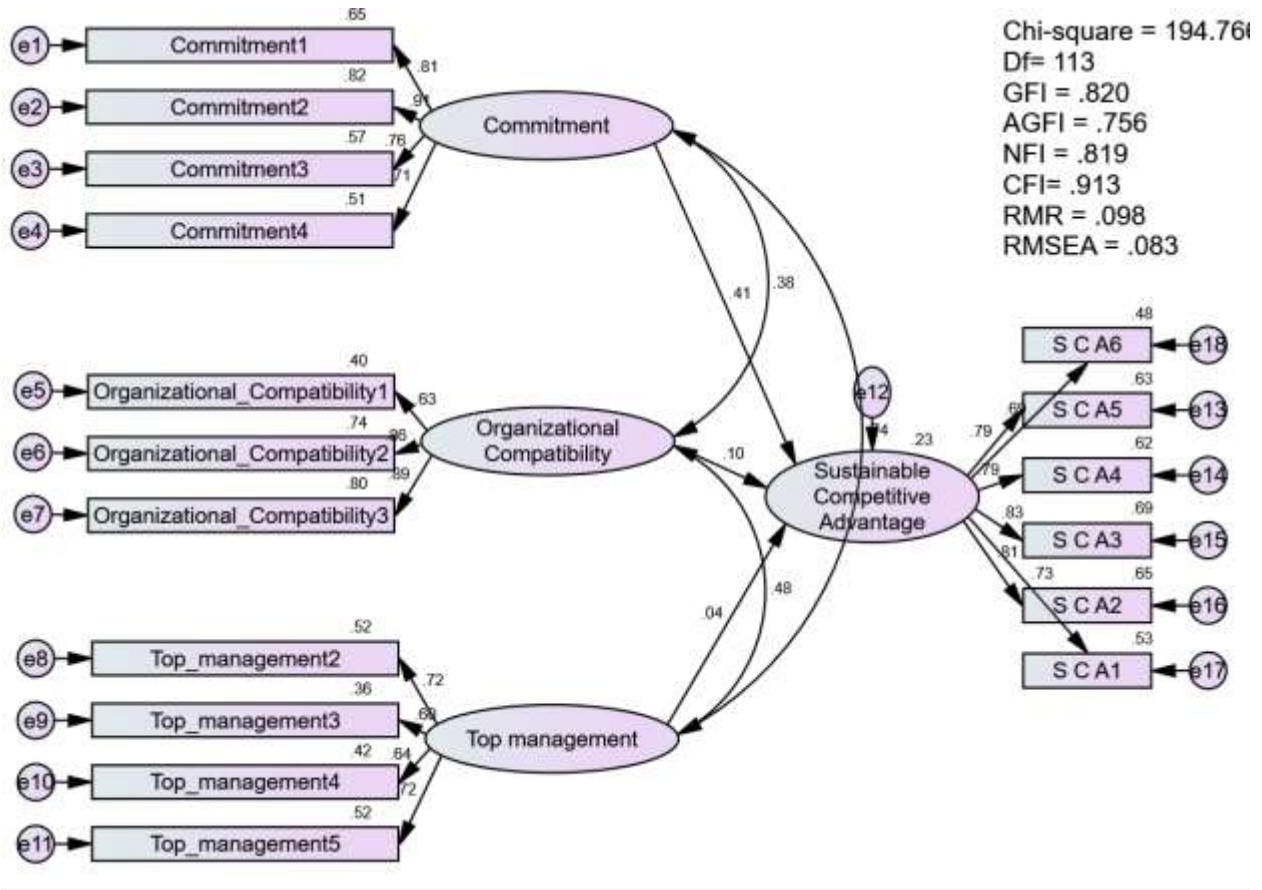 Chi-square = 194.766
Df= 113
GFI = .820
AGFI = .756
NFI = .819
CFI= .913
RMR = .098
RMSEA = .083
.65
e1
Commitment1
.81
.82
e2
Commitment2
.91
.57
e3
Commitment3
.76
.51
e4
Commitment4
.71
Commitment
.41
.38
.40
e5
Organizational_Compatibility1
.63
.74
e6
Organizational_Compatibility2
.86
.80
e7
Organizational_Compatibility3
.89
Organizational
Compatibility
.10
.48
.52
e8
Top_management2
.72
.36
e9
Top_management3
.60
.42
e10
Top_management4
.64
.52
e11
Top_management5
.72
Top management
.04
e12
.23
Sustainable
Competitive
Advantage
.48
S C A6
e18
.63
.79
S C A5
e13
.62
.79
S C A4
e14
.69
.83
S C A3
e15
.65
.81
S C A2
e16
.53
.73
S C A1
e17